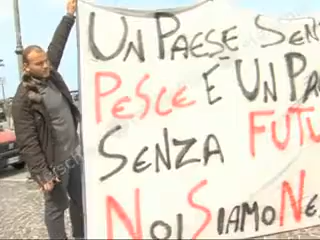 UN PAESE SEN
PESCE È UN PA
SENZA FUTU
NOI SIAMO NE